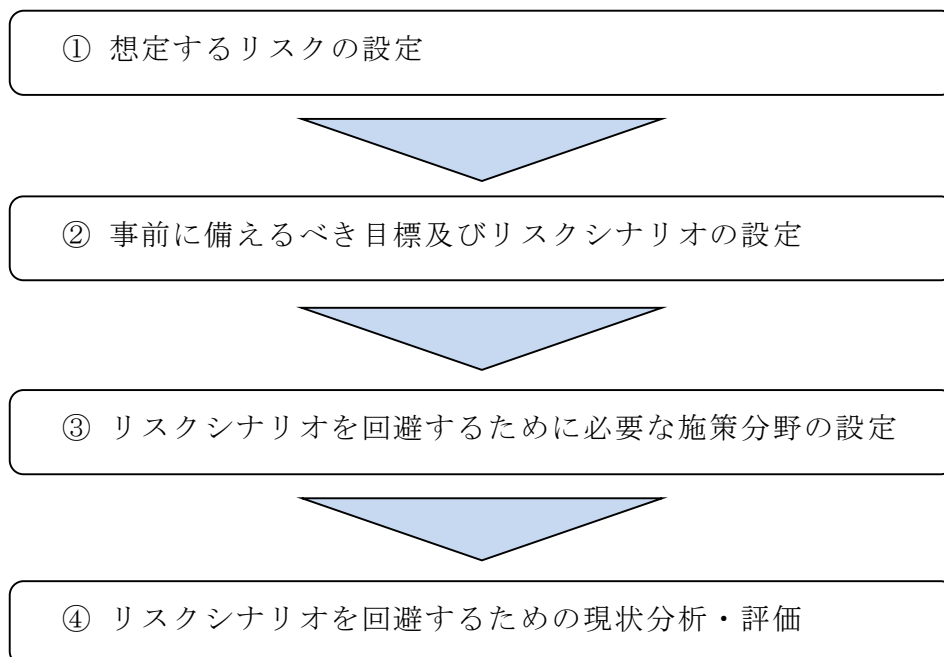 ① 想定するリスクの設定
② 事前に備えるべき目標及びリスクシナリオの設定
③ リスクシナリオを回避するために必要な施策分野の設定
④ リスクシナリオを回避するための現状分析・評価